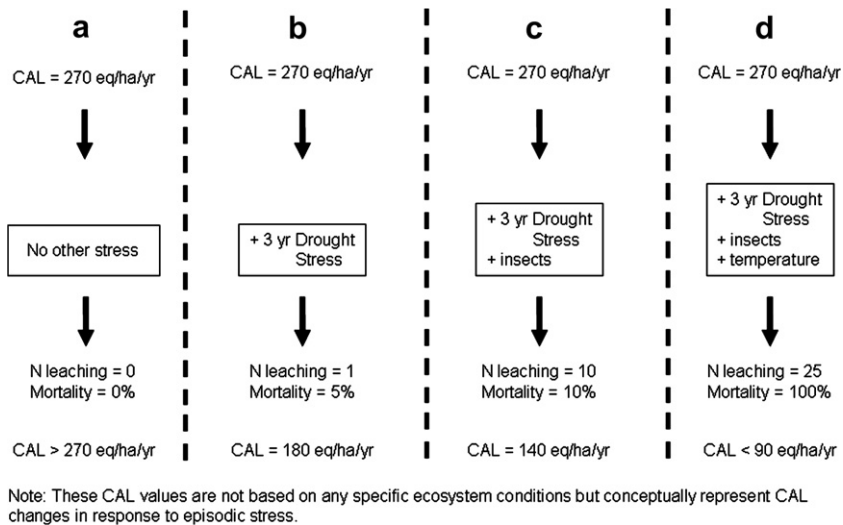 a
CAL = 270 eq/ha/yr
No other stress
N leaching = 0
Mortality = 0%
CAL > 270 eq/ha/yr
b
CAL = 270 eq/ha/yr
+ 3 yr Drought
Stress
N leaching = 1
Mortality = 5%
CAL = 180 eq/ha/yr
c
CAL = 270 eq/ha/yr
+ 3 yr Drought
Stress
+ insects
N leaching = 10
Mortality = 10%
CAL = 140 eq/ha/yr
d
CAL = 270 eq/ha/yr
+ 3 yr Drought
Stress
+ insects
+ temperature
N leaching = 25
Mortality = 100%
CAL < 90 eq/ha/yr
Note: These CAL values are not based on any specific ecosystem conditions but conceptually represent CAL
changes in response to episodic stress.